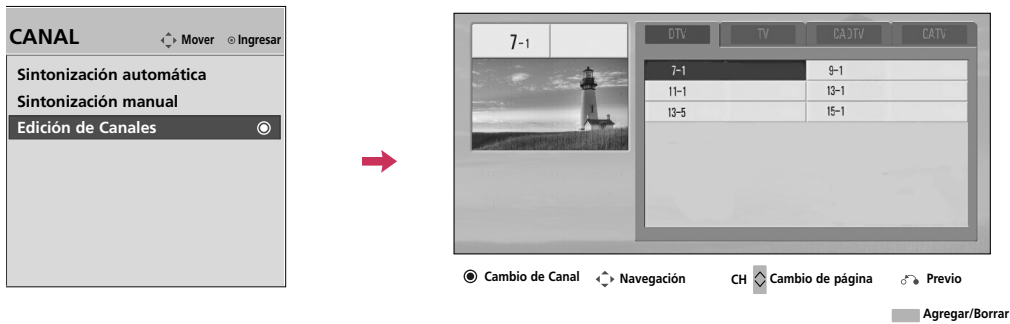 CANAL Mover Ingresar
Sintonización automática
Sintonización manual
Edición de Canales
7-1
DTV TV CADTV CATV
7-1 9-1
11-1 13-1
13-5 15-1
Cambio de Canal Navegación CH Cambio de página Previo
Agregar/Borrar